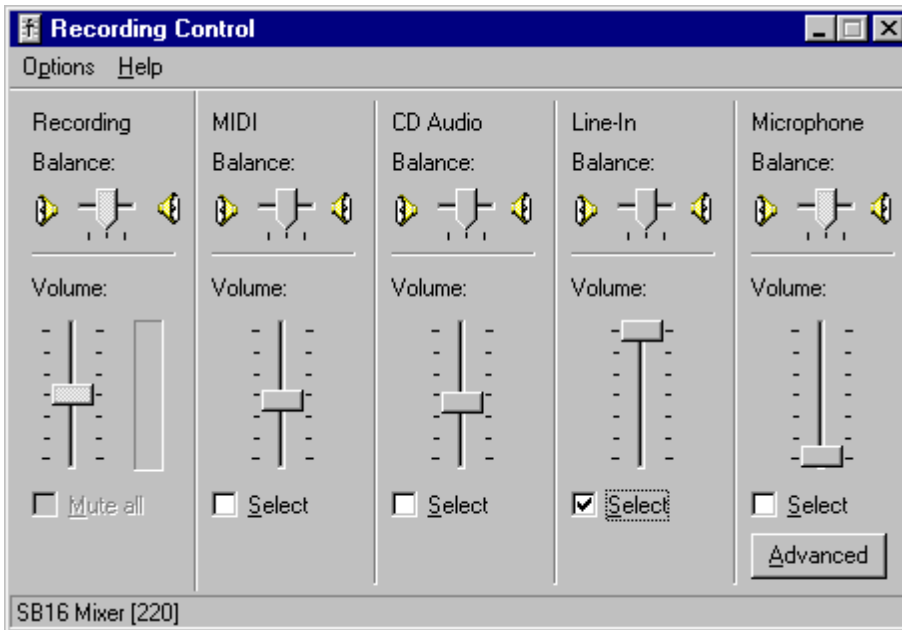 Recording Control
Options Help
Recording MIDI CD Audio Line-In Microphone
Balance: Balance: Balance: Balance: Balance:
Volume: Volume: Volume: Volume: Volume:
Mute all Select Select Select Select
Advanced
SB16 Mixer [220]